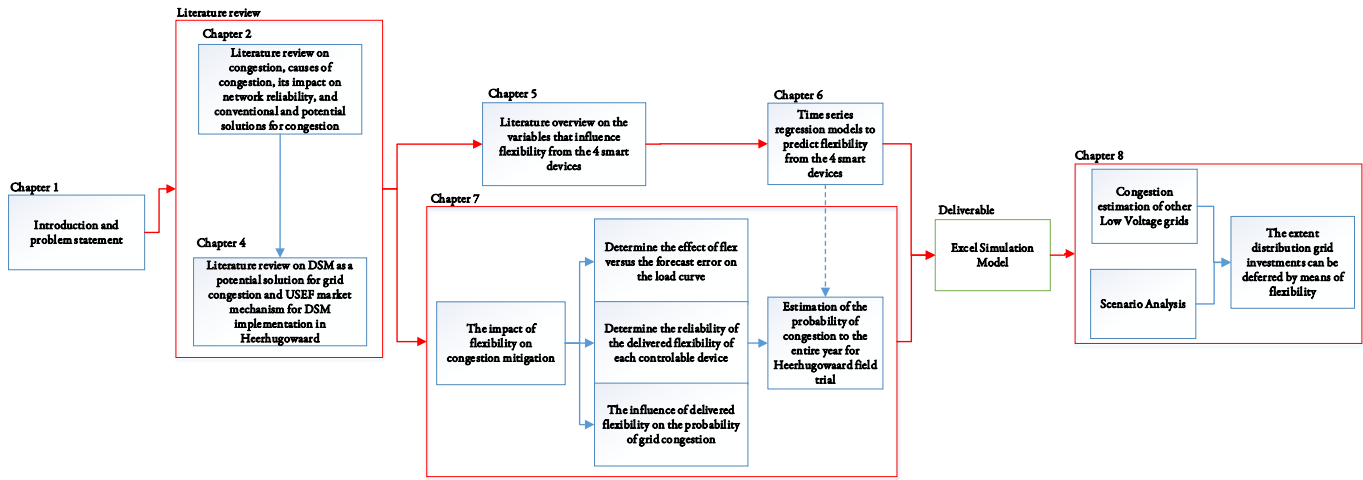 Literature review
Chapter 2
Literature review on
congestion, causes of
congestion, its impact on
network reliability, and
conventional and potential
solutions for congestion
Chapter 1
Introduction and
problem statement
Chapter 4
Literature review on DSM as a
potential solution for grid
congestion and USEF market
mechanism for DSM
implementation in
Heerhugowaard
Chapter 5
Literature overview on the
variables that influence
flexibility from the 4 smart
devices
Chapter 6
Time series
regression models to
predict flexibility
from the 4 smart
devices
Chapter 7
The impact of
flexibility on
congestion mitigation
Determine the effect of flex
versus the forecast error on
the load curve
Determine the reliability of
the delivered flexibility of
each controlable device
The influence of delivered
flexibility on the probability
of grid congestion
Estimation of the
probability of
congestion to the
entire year for
Heerhugowaard field
trial
Deliverable
Excel Simulation
Model
Chapter 8
Congestion
estimation of other
Low Voltage grids
Scenario Analysis
The extent
distribution grid
investments can be
deferred by means of
flexibility